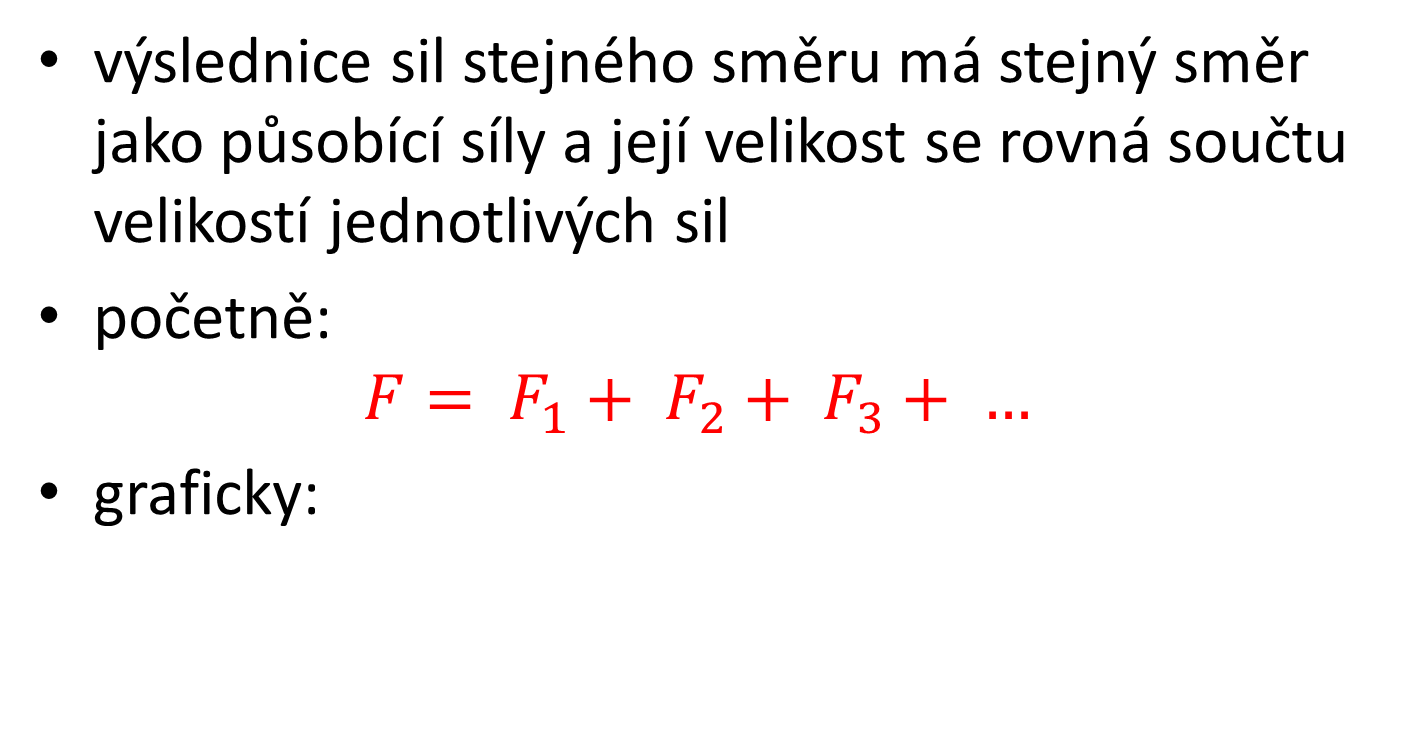 • výslednice sil stejného směru má stejný směr
jako působící síly a její velikost se rovná součtu
velikostí jednotlivých sil
• početně:
F = F₁ + F₂ + F₃ + …
• graficky: